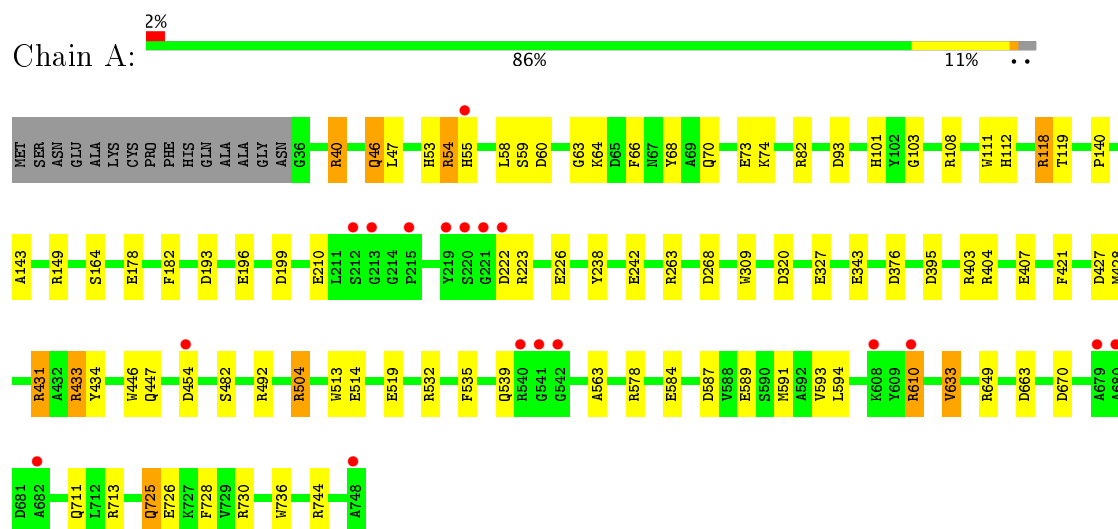 2%
Chain A:
86%
11%
MET SER ASN GLU ALA LYS CYS PRO PHE HIS GLN ALA ALA GLY ASN G36 R40 Q46 L47 H53 R54 H55 L58 S59 D60 G63 K64 D65 F66 N67 Y68 A69 Q70 E73 K74 R82 D93 H101 Y102 G103 R108 W111 H112 R118 T119 P140
A143 R149 S164 E178 F182 D193 E196 D199 E210 L211 S212 G213 G214 P215 Y219 S220 G221 D222 R223 E226 Y238 E242 R263 D268 W309 D320 E327 E343 D376 D395 R403 R404 E407 F421 D427 M428
R431 A432 R433 Y434 W446 Q447 D454 S482 R492 R504 W513 E514 E519 R532 F535 Q539 R540 G541 G542 A563 R578 E584 D587 V588 E589 S590 M591 A592 V593 L594 K608 Y609 R610 V633 R649 D663 D670 A679 A680
D681 A682 Q711 L712 R713 Q725 E726 K727 F728 V729 R730 W736 R744 A748